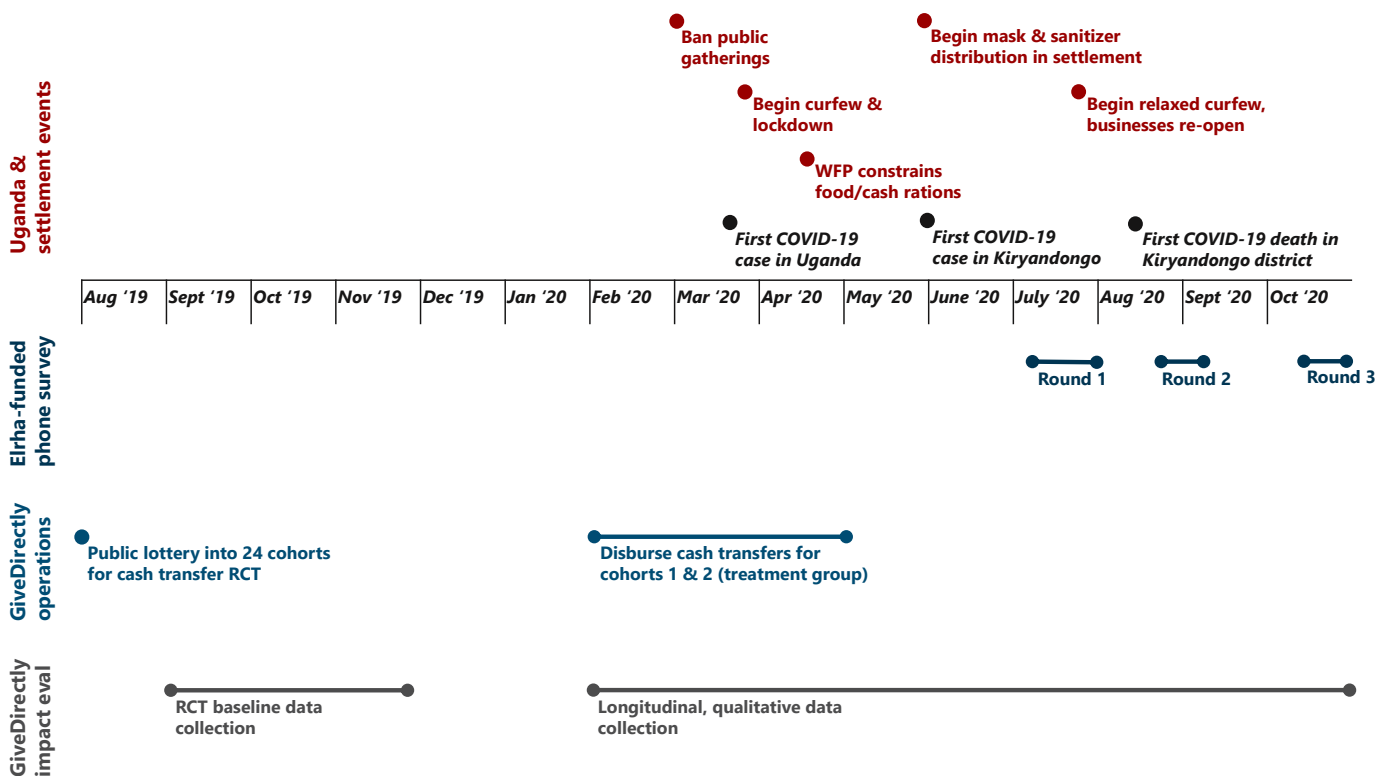 Uganda &
settlement events
Ban public
gatherings
Begin mask & sanitizer
distribution in settlement
Begin curfew &
lockdown
Begin relaxed curfew,
businesses re-open
WFP constrains
food/cash rations
First COVID-19
case in Uganda
First COVID-19
case in Kiryandongo
First COVID-19 death in
Kiryandongo district
Aug '19 Sept '19 Oct '19 Nov '19 Dec '19 Jan '20 Feb '20 Mar '20 Apr '20 May '20 June '20 July '20 Aug '20 Sept '20 Oct '20
Elrha-funded
phone survey
Round 1
Round 2
Round 3
GiveDirectly
operations
Public lottery into 24 cohorts
for cash transfer RCT
Disburse cash transfers for
cohorts 1 & 2 (treatment group)
GiveDirectly
impact eval
RCT baseline data
collection
Longitudinal, qualitative data
collection